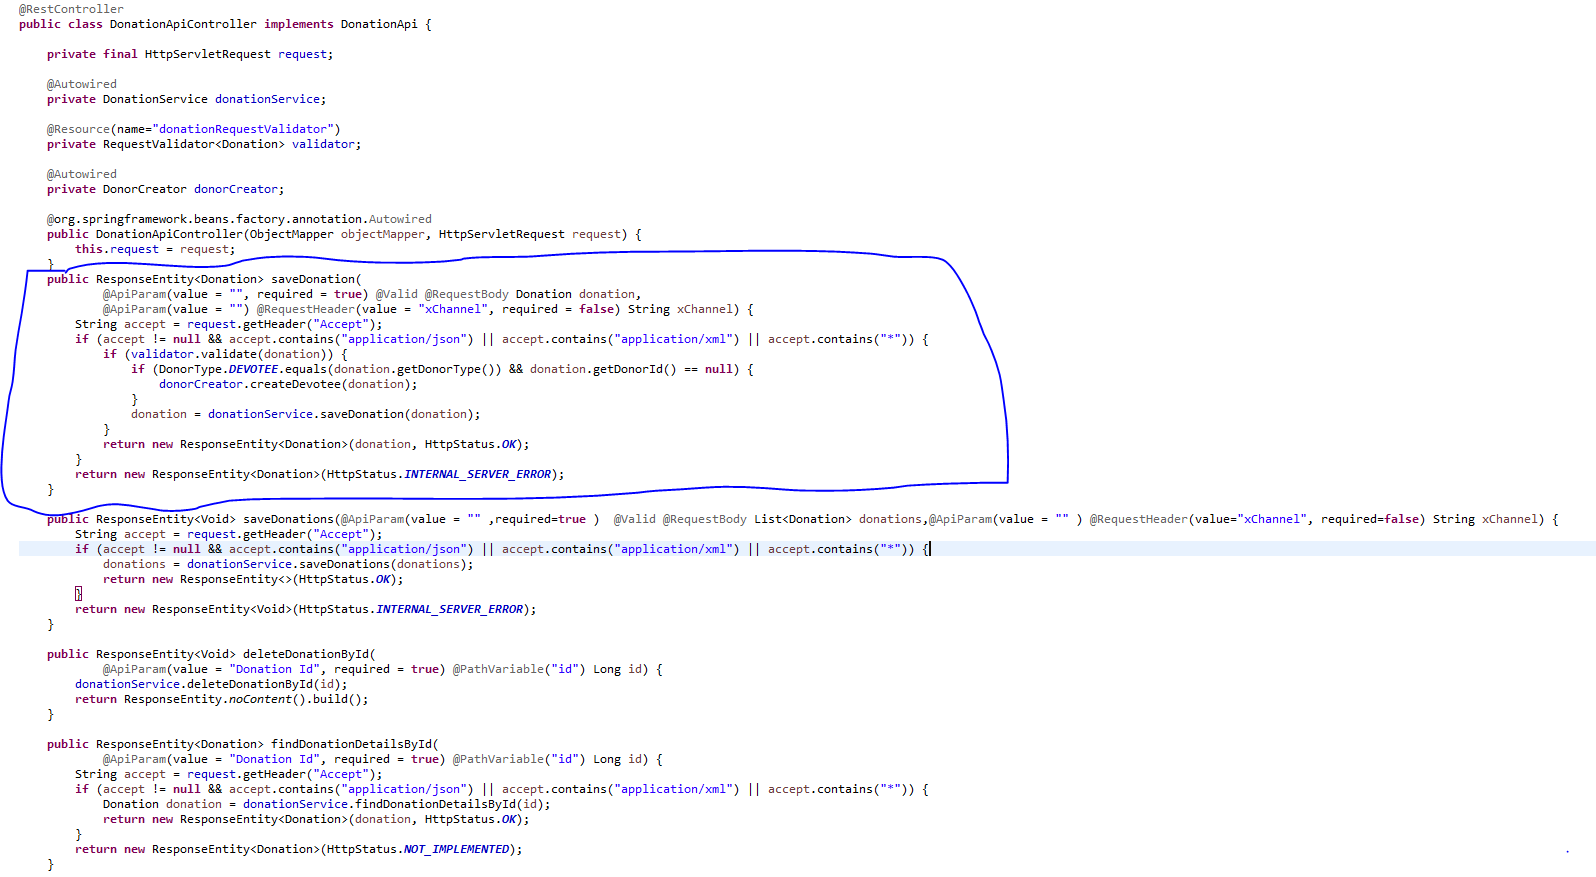 @RestController
public class DonationApiController implements DonationApi {
private final HttpServletRequest request;
@Autowired
private DonationService donationService;
@Resource(name="donationRequestValidator")
private RequestValidator<Donation> validator;
@Autowired
private DonorCreator donorCreator;
@org.springframework.beans.factory.annotation.Autowired
public DonationApiController(ObjectMapper objectMapper, HttpServletRequest request) {
this.request = request;
}
public ResponseEntity<Donation> saveDonation(
@ApiParam(value = "", required = true) @Valid @RequestBody Donation donation,
@ApiParam(value = "") @RequestHeader(value = "xChannel", required = false) String xChannel) {
String accept = request.getHeader("Accept");
if (accept != null && accept.contains("application/json") || accept.contains("application/xml") || accept.contains("*")) {
if (validator.validate(donation)) {
if (DonorType.DEVOTEE.equals(donation.getDonorType()) && donation.getDonorId() == null) {
donorCreator.createDevotee(donation);
}
donation = donationService.saveDonation(donation);
}
return new ResponseEntity<Donation>(donation, HttpStatus.OK);
}
return new ResponseEntity<Donation>(HttpStatus.INTERNAL_SERVER_ERROR);
}
public ResponseEntity<Void> saveDonations(@ApiParam(value = "" ,required=true )  @Valid @RequestBody List<Donation> donations,@ApiParam(value = "" ) @RequestHeader(value="xChannel", required=false) String xChannel) {
String accept = request.getHeader("Accept");
if (accept != null && accept.contains("application/json") || accept.contains("application/xml") || accept.contains("*")) {
donations = donationService.saveDonations(donations);
return new ResponseEntity<>(HttpStatus.OK);
}
return new ResponseEntity<Void>(HttpStatus.INTERNAL_SERVER_ERROR);
}
public ResponseEntity<Void> deleteDonationById(
@ApiParam(value = "Donation Id", required = true) @PathVariable("id") Long id) {
donationService.deleteDonationById(id);
return ResponseEntity.noContent().build();
}
public ResponseEntity<Donation> findDonationDetailsById(
@ApiParam(value = "Donation Id", required = true) @PathVariable("id") Long id) {
String accept = request.getHeader("Accept");
if (accept != null && accept.contains("application/json") || accept.contains("application/xml") || accept.contains("*")) {
Donation donation = donationService.findDonationDetailsById(id);
return new ResponseEntity<Donation>(donation, HttpStatus.OK);
}
return new ResponseEntity<Donation>(HttpStatus.NOT_IMPLEMENTED);
}